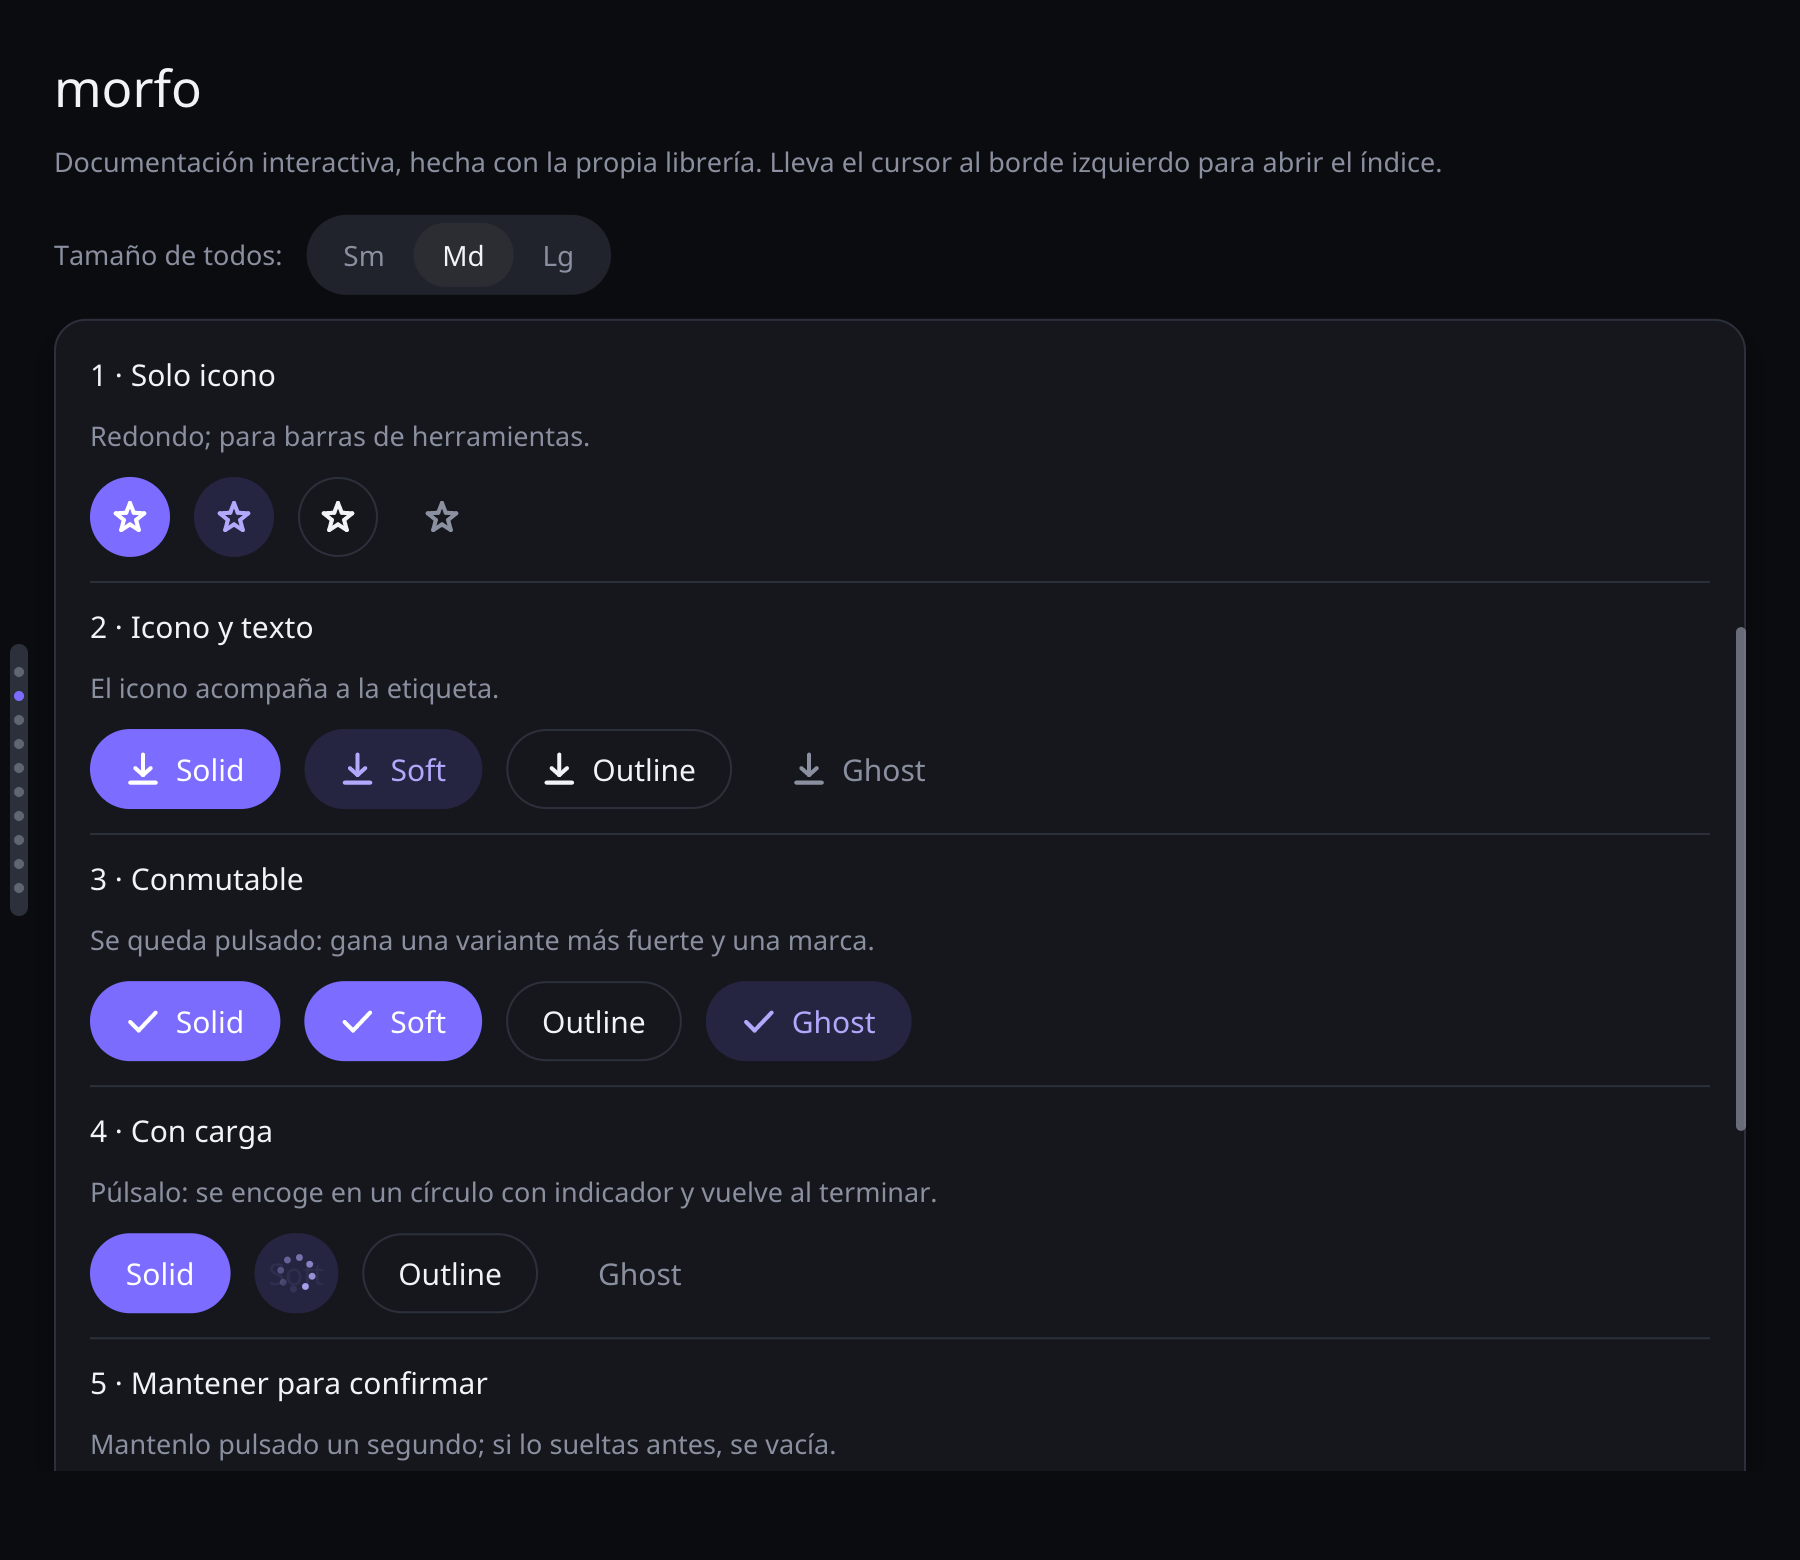 morfo
Documentación interactiva, hecha con la propia librería. Lleva el cursor al borde izquierdo para abrir el índice.
Tamaño de todos: Sm Md Lg
1 · Solo icono
Redondo; para barras de herramientas.
2 · Icono y texto
El icono acompaña a la etiqueta.
Solid Soft Outline Ghost
3 · Conmutable
Se queda pulsado: gana una variante más fuerte y una marca.
Solid Soft Outline Ghost
4 · Con carga
Púlsalo: se encoge en un círculo con indicador y vuelve al terminar.
Solid Outline Ghost
5 · Mantener para confirmar
Mantenlo pulsado un segundo; si lo sueltas antes, se vacía.